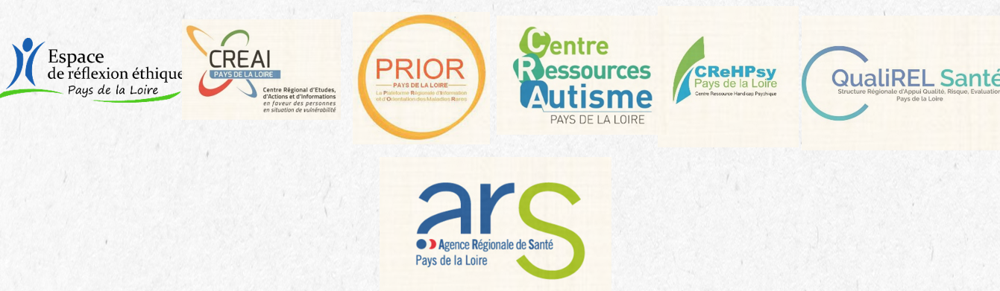 Espace
de réflexion éthique
Pays de la Loire
CREAI
PAYS DE LA LOIRE
Centre Régional d'Etudes,
d'Actions et d'Informations
en faveur des personnes
en situation de vulnérabilité
PRIOR
PAYS DE LA LOIRE
La Plateforme Régionale d'Information
et d'Orientation des Maladies Rares
Centre
Ressources
Autisme
PAYS DE LA LOIRE
CReHPsy
Pays de la Loire
Centre Ressource Handicap Psychique
QualiREL Santé
Structure Régionale d'Appui Qualité, Risque, Evaluation
Pays de la Loire
ars
Agence Régionale de Santé
Pays de la Loire